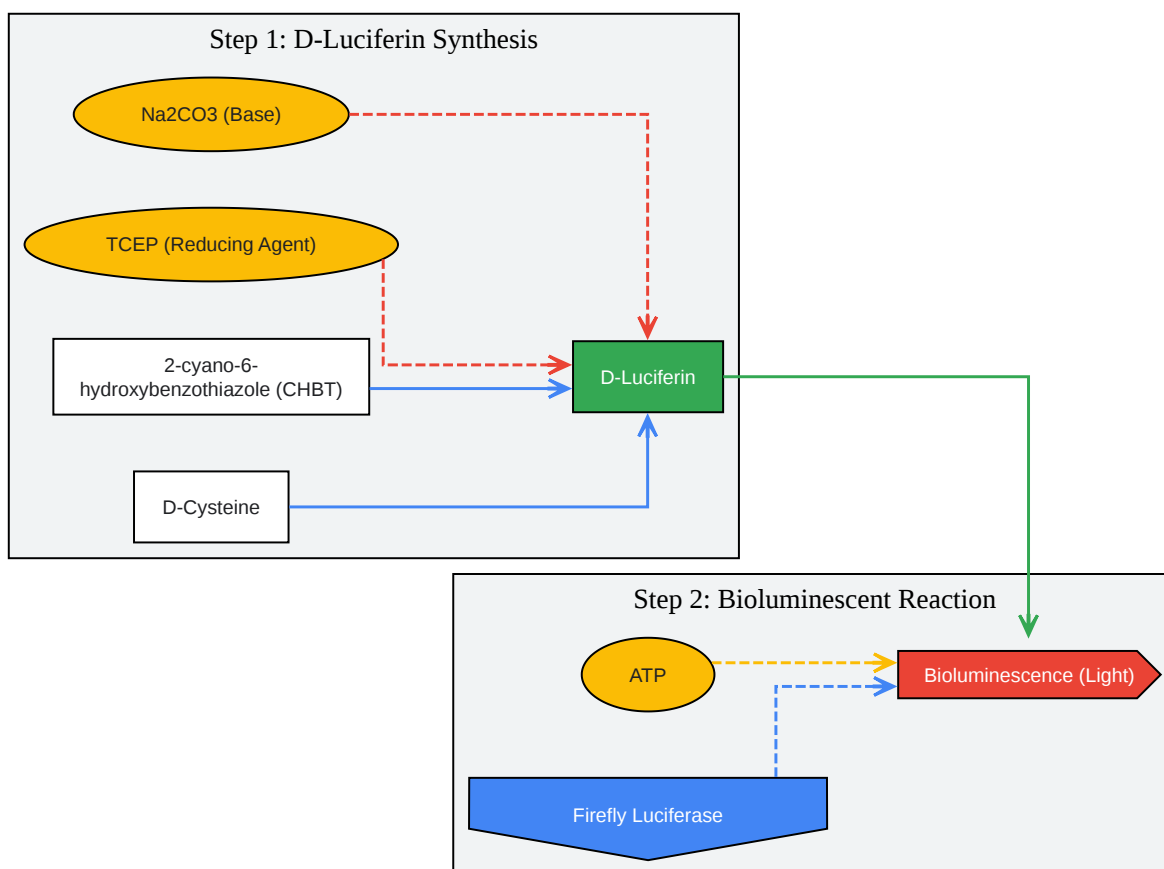 Step 1: D-Luciferin Synthesis
Na2CO3 (Base)
TCEP (Reducing Agent)
2-cyano-6-
hydroxybenzothiazole (CHBT)
D-Luciferin
D-Cysteine
Step 2: Bioluminescent Reaction
ATP
Bioluminescence (Light)
Firefly Luciferase